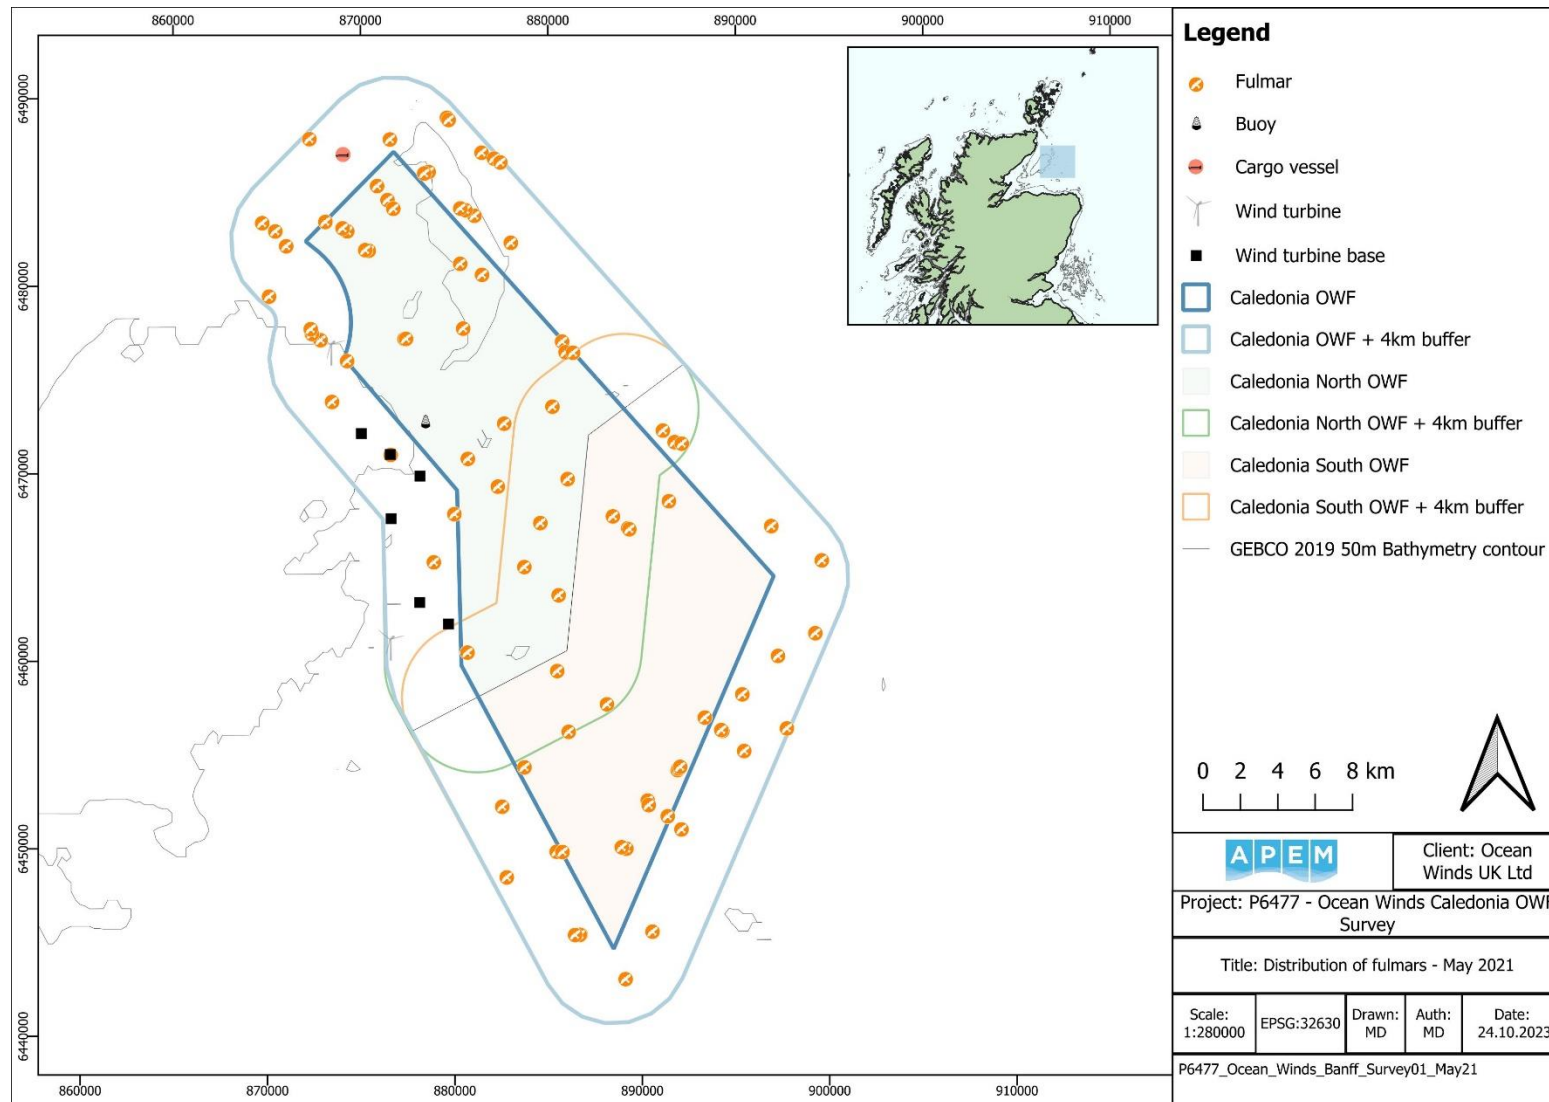 860000
870000
880000
890000
900000
910000
6490000
6480000
6470000
6460000
6450000
6440000
860000
870000
880000
890000
900000
910000
Legend
Fulmar
Buoy
Cargo vessel
Wind turbine
Wind turbine base
Caledonia OWF
Caledonia OWF + 4km buffer
Caledonia North OWF
Caledonia North OWF + 4km buffer
Caledonia South OWF
Caledonia South OWF + 4km buffer
GEBCO 2019 50m Bathymetry contour
0 2 4 6 8 km
APEM
Client: Ocean
Winds UK Ltd
Project: P6477 - Ocean Winds Caledonia OWF
Survey
Title: Distribution of fulmars - May 2021
Scale:
1:280000
EPSG:32630
Drawn:
MD
Auth:
MD
Date:
24.10.2023
P6477_Ocean_Winds_Banff_Survey01_May21